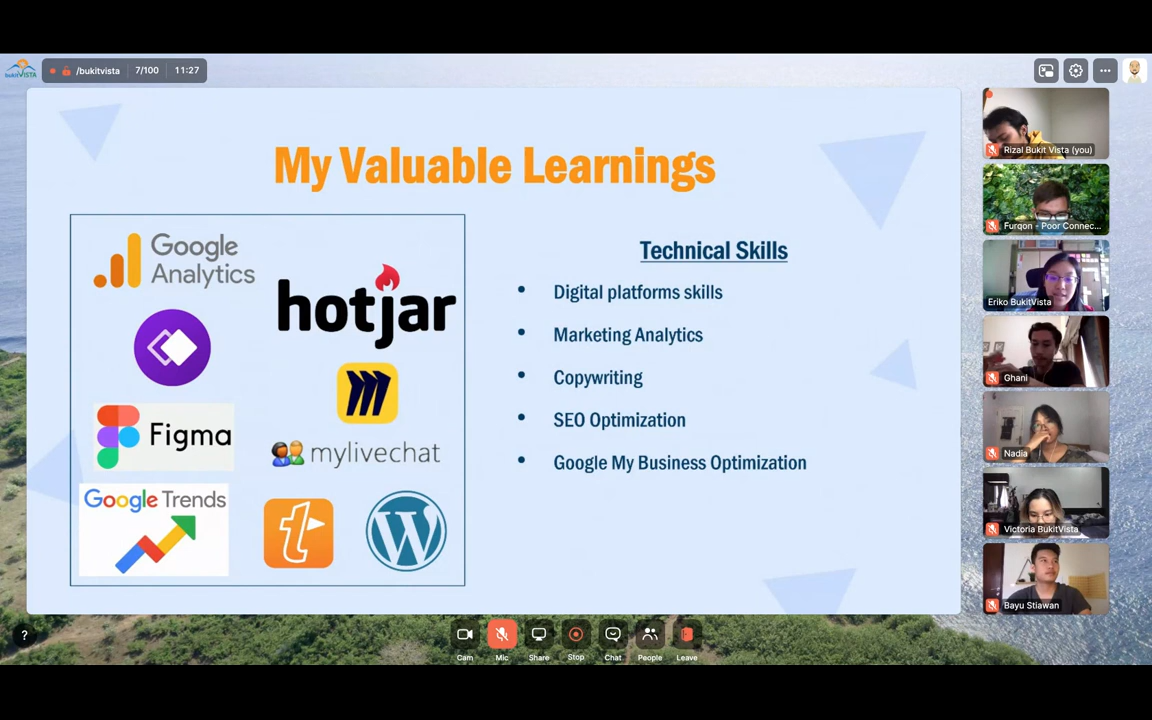 bukitVISTA
/bukitvista
7/100
11:27
My Valuable Learnings
Google
Analytics
hotjar
Figma
mylivechat
Google Trends
Technical Skills
• Digital platforms skills
• Marketing Analytics
• Copywriting
• SEO Optimization
• Google My Business Optimization
Rizal Bukit Vista (you)
Furqon - Poor Connec...
Eriko BukitVista
Ghani
Nadia
Victoria BukitVista
Bayu Stiawan
?
Cam
Mic
Share
Stop
Chat
People
Leave